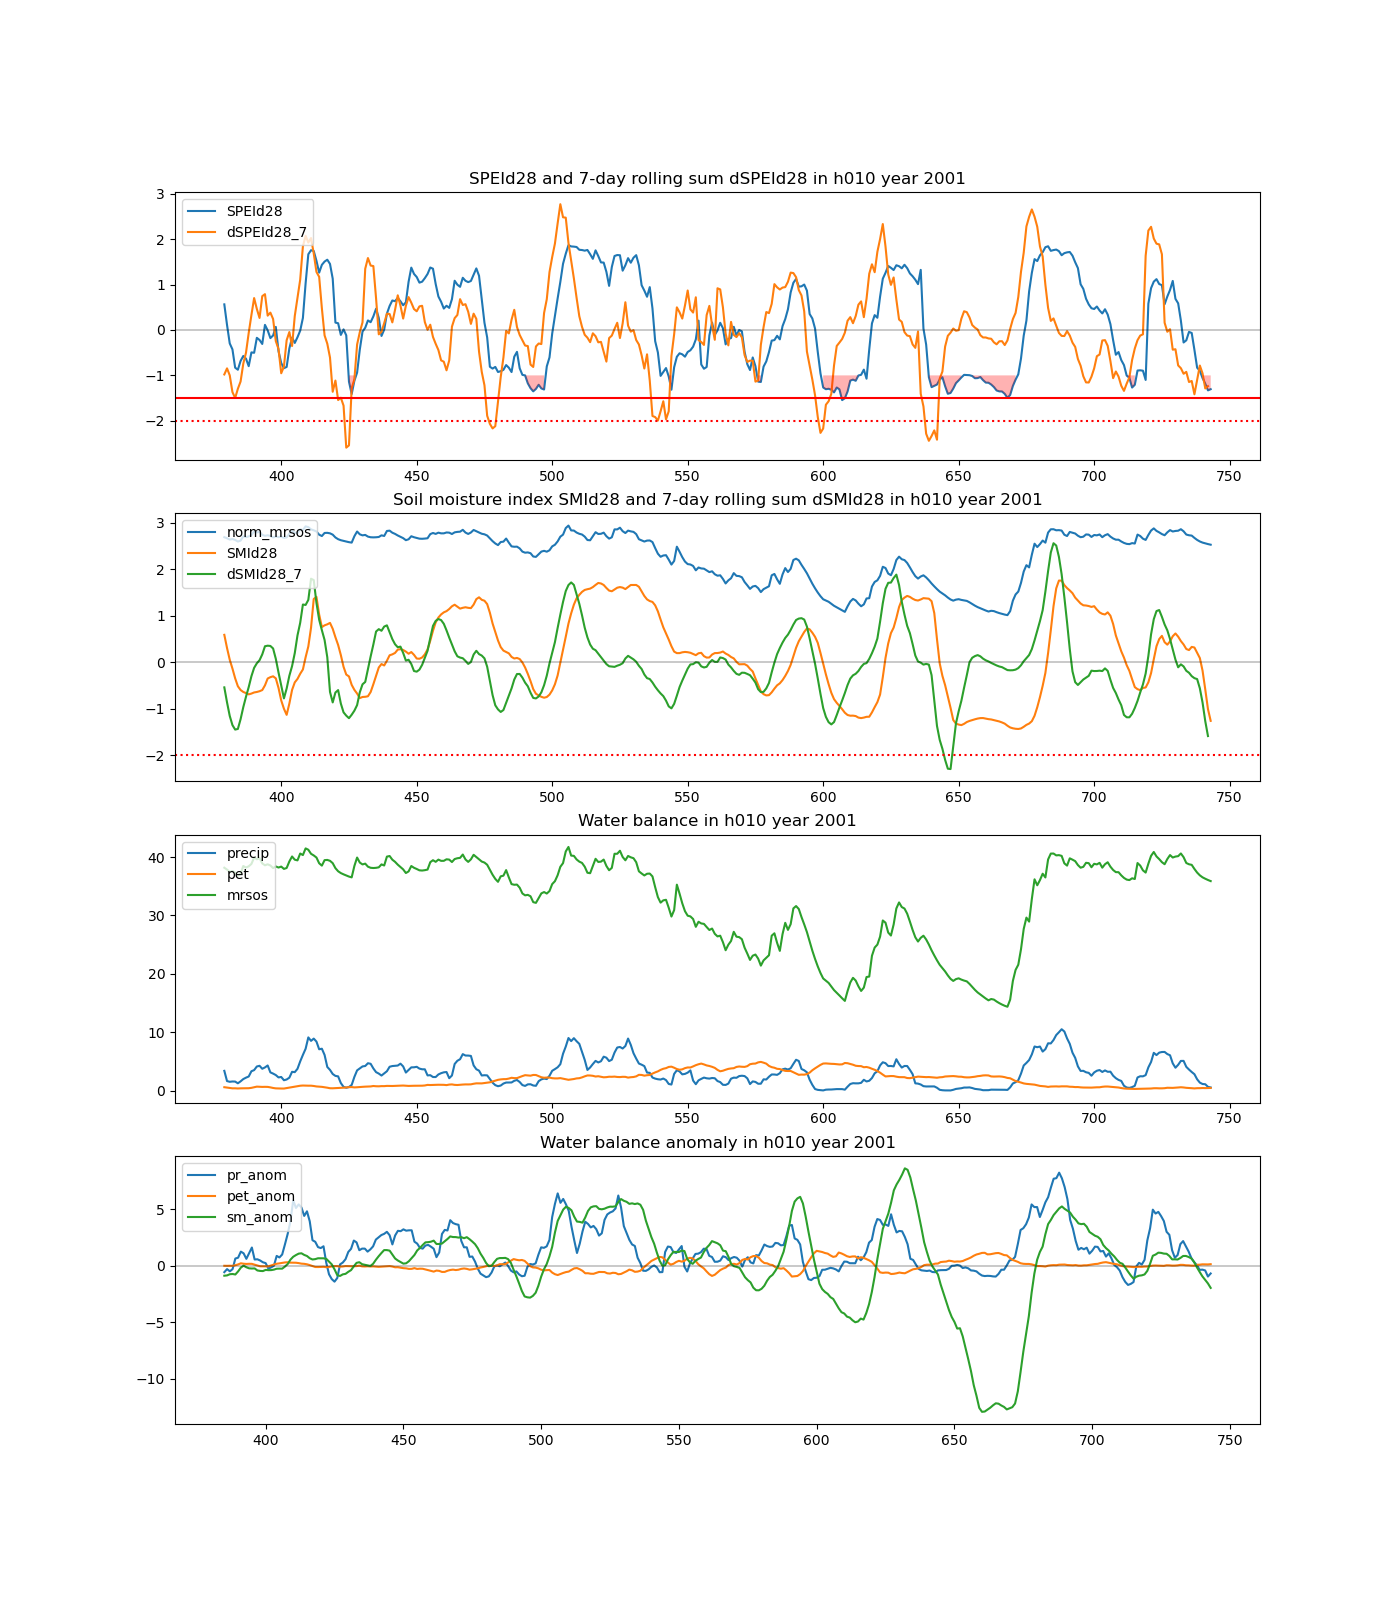 SPEId28 and 7-day rolling sum dSPEId28 in h010 year 2001
3
2
1
0
−1
−2
SPEId28
dSPEId28_7
400 450 500 550 600 650 700 750
Soil moisture index SMId28 and 7-day rolling sum dSMId28 in h010 year 2001
3
2
1
0
−1
−2
norm_mrsos
SMId28
dSMId28_7
400 450 500 550 600 650 700 750
Water balance in h010 year 2001
40
30
20
10
0
precip
pet
mrsos
400 450 500 550 600 650 700 750
Water balance anomaly in h010 year 2001
5
0
−5
−10
pr_anom
pet_anom
sm_anom
400 450 500 550 600 650 700 750